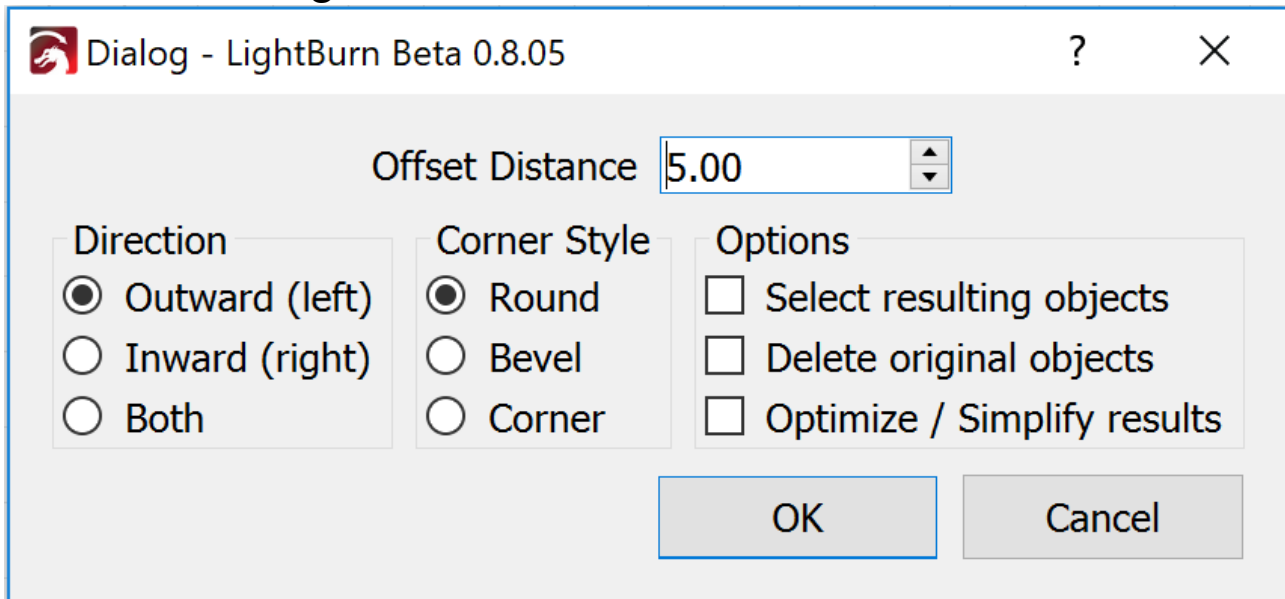 Dialog - LightBurn Beta 0.8.05 ?
Offset Distance 5.00
Direction
Outward (left)
Inward (right)
Both
Corner Style
Round
Bevel
Corner
Options
Select resulting objects
Delete original objects
Optimize / Simplify results
OK Cancel